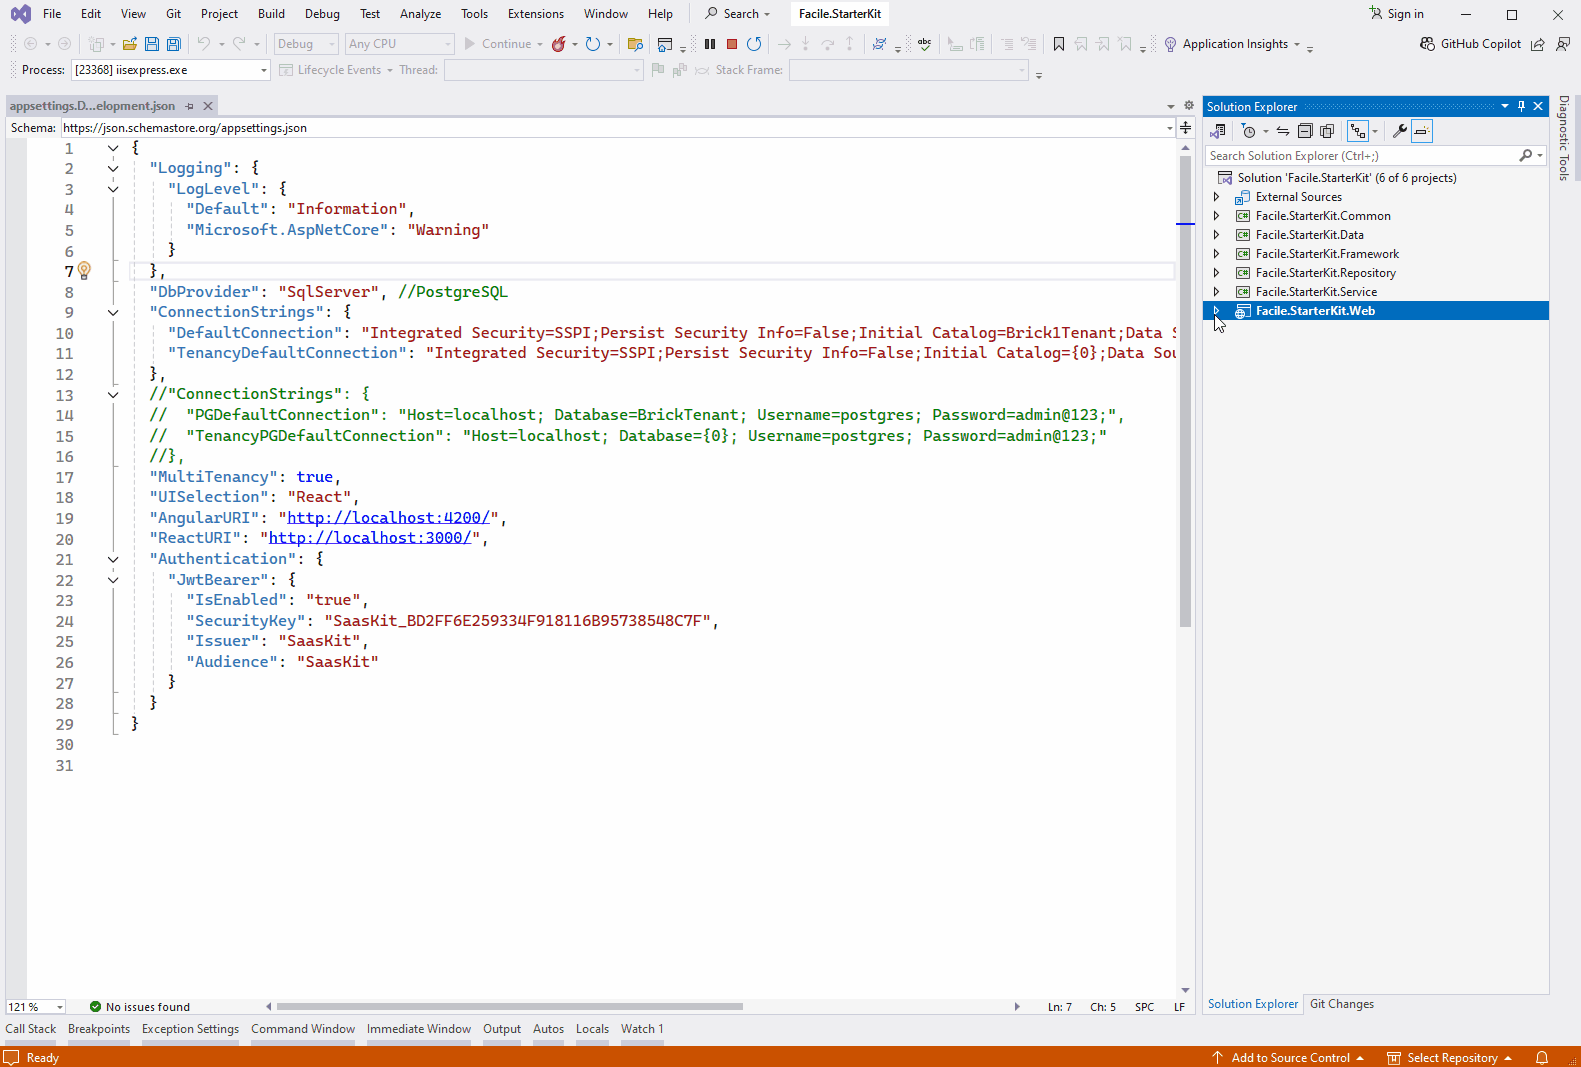 File Edit View Git Project Build Debug Test Analyze Tools Extensions Window Help Search Facile.StarterKit Sign in
Debug Any CPU Continue abc Application Insights GitHub Copilot
Process: [23368] iisexpress.exe Lifecycle Events Thread: Stack Frame:
appsettings.D...elopment.json
Schema: https://json.schemastore.org/appsettings.json
1 {
2 "Logging": {
3 "LogLevel": {
4 "Default": "Information",
5 "Microsoft.AspNetCore": "Warning"
6 }
7 },
8 "DbProvider": "SqlServer", //PostgreSQL
9 "ConnectionStrings": {
10 "DefaultConnection": "Integrated Security=SSPI;Persist Security Info=False;Initial Catalog=Brick1Tenant;Data S
11 "TenancyDefaultConnection": "Integrated Security=SSPI;Persist Security Info=False;Initial Catalog={0};Data Sou
12 },
13 //"ConnectionStrings": {
14 // "PGDefaultConnection": "Host=localhost; Database=BrickTenant; Username=postgres; Password=admin@123;",
15 // "TenancyPGDefaultConnection": "Host=localhost; Database={0}; Username=postgres; Password=admin@123;"
16 //},
17 "MultiTenancy": true,
18 "UISelection": "React",
19 "AngularURI": "http://localhost:4200/",
20 "ReactURI": "http://localhost:3000/",
21 "Authentication": {
22 "JwtBearer": {
23 "IsEnabled": "true",
24 "SecurityKey": "SaasKit_BD2FF6E259334F918116B95738548C7F",
25 "Issuer": "SaasKit",
26 "Audience": "SaasKit"
27 }
28 }
29 }
30
31
121 % No issues found Ln: 7 Ch: 5 SPC LF
Solution Explorer
Search Solution Explorer (Ctrl+;)
Solution 'Facile.StarterKit' (6 of 6 projects)
External Sources
C# Facile.StarterKit.Common
C# Facile.StarterKit.Data
C# Facile.StarterKit.Framework
C# Facile.StarterKit.Repository
C# Facile.StarterKit.Service
Facile.StarterKit.Web
Solution Explorer Git Changes
Diagnostic Tools
Call Stack Breakpoints Exception Settings Command Window Immediate Window Output Autos Locals Watch 1
Ready Add to Source Control Select Repository